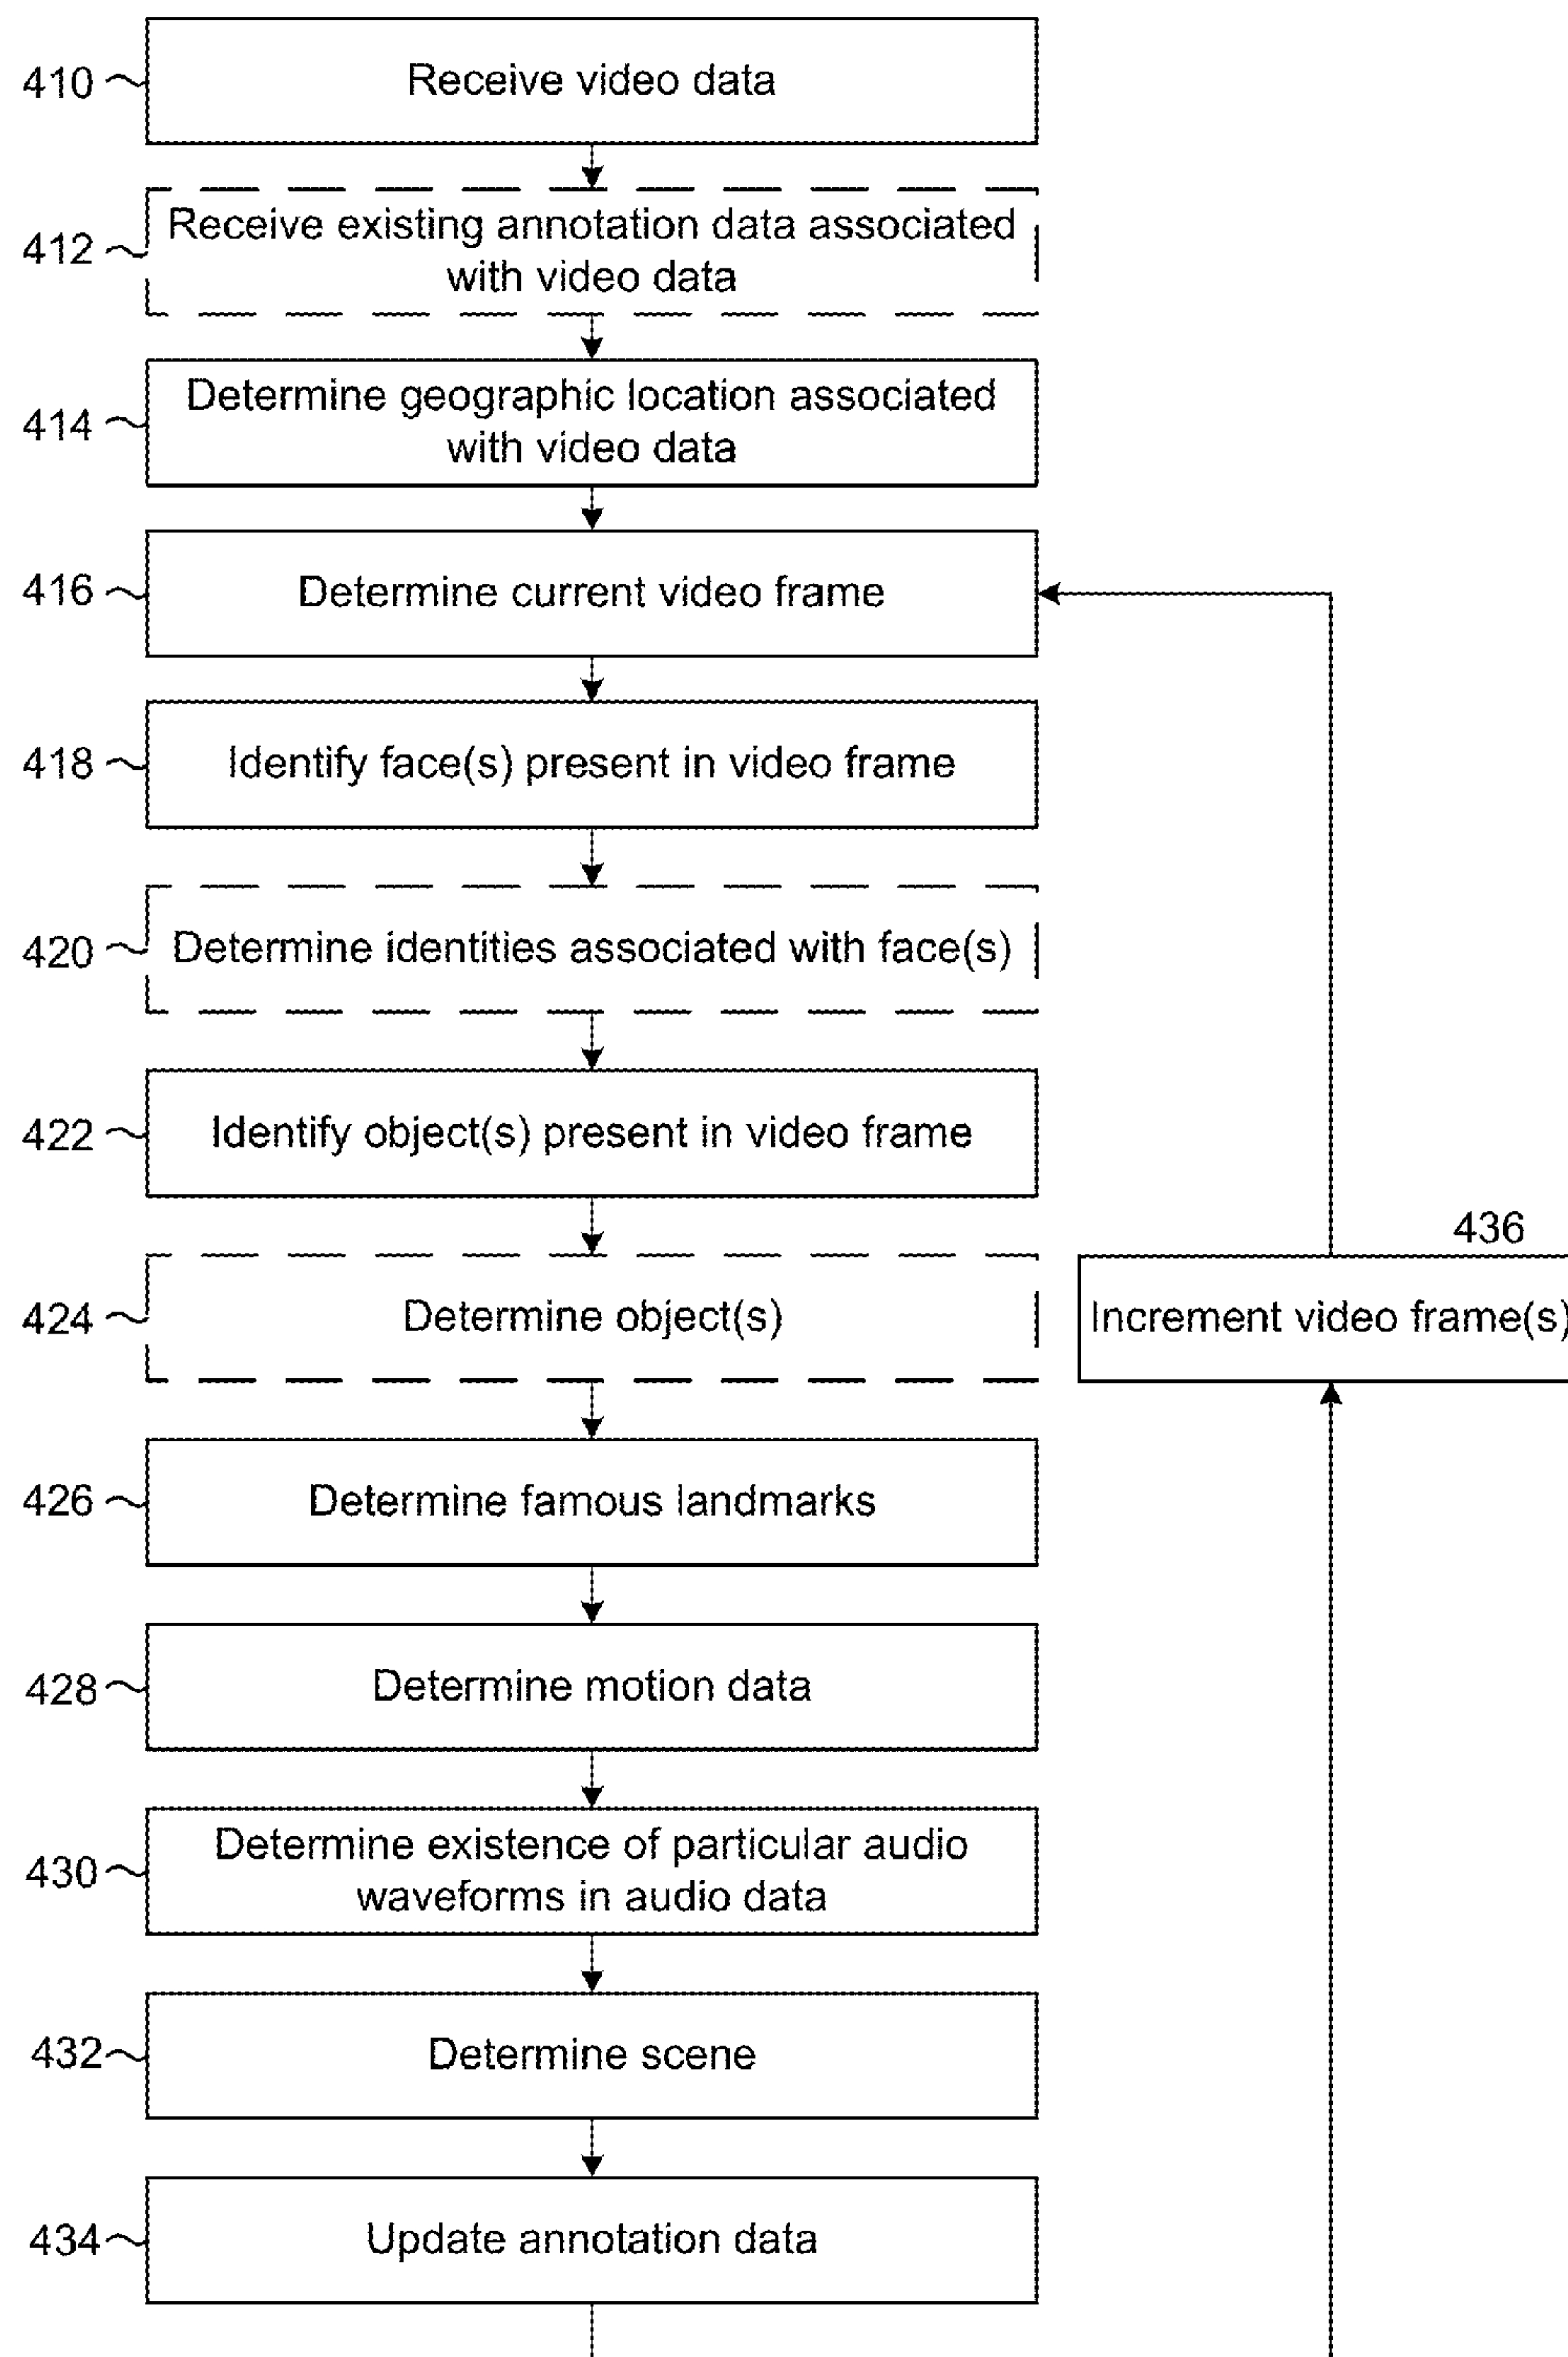 410
Receive video data
412
Receive existing annotation data associated
with video data
414
Determine geographic location associated
with video data
416
Determine current video frame
418
Identify face(s) present in video frame
420
Determine identities associated with face(s)
422
Identify object(s) present in video frame
424
Determine object(s)
436
Increment video frame(s)
426
Determine famous landmarks
428
Determine motion data
430
Determine existence of particular audio
waveforms in audio data
432
Determine scene
434
Update annotation data